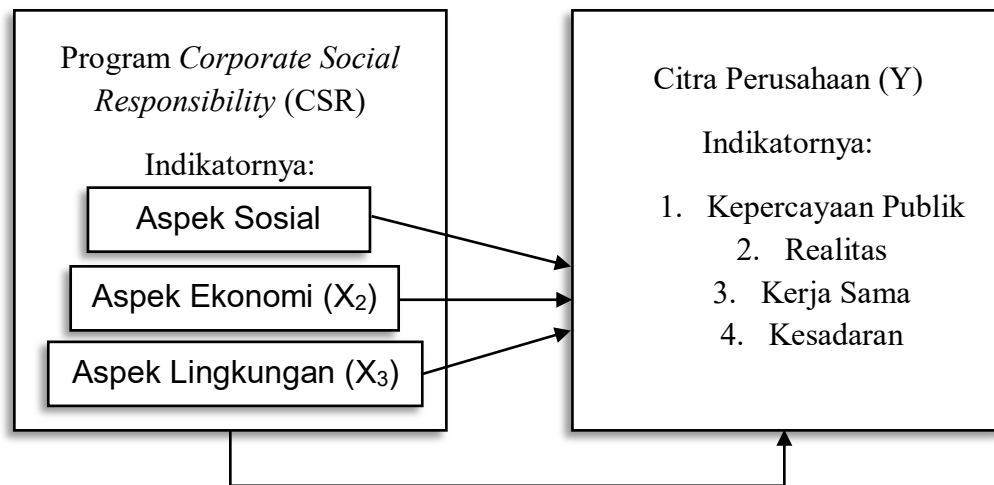 Program Corporate Social
Responsibility (CSR)
Indikatornya:
Aspek Sosial
Aspek Ekonomi (X₂)
Aspek Lingkungan (X₃)
Citra Perusahaan (Y)
Indikatornya:
1. Kepercayaan Publik
2. Realitas
3. Kerja Sama
4. Kesadaran